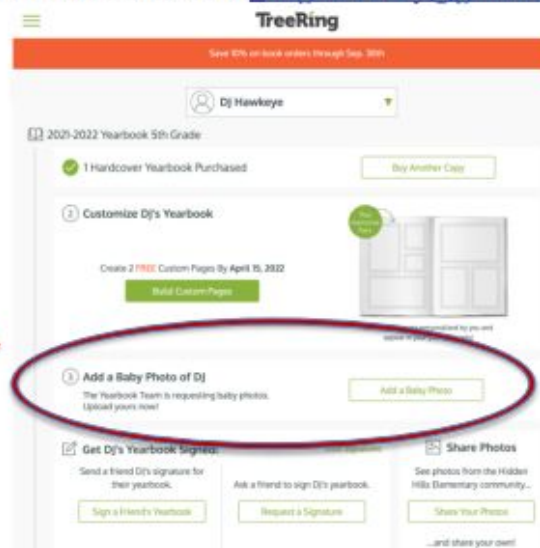 TreeRing
Save 10% on book orders through Sep. 30th
DJ Hawkeye
2021-2022 Yearbook 5th Grade
1 Hardcover Yearbook Purchased
Buy Another Copy
2 Customize DJ's Yearbook
Create 2 FREE Custom Pages By April 15, 2022
Build Custom Pages
personalized by you and
3 Add a Baby Photo of DJ
The Yearbook Team is requesting baby photos.
Upload yours now!
Add a Baby Photo
Get DJ's Yearbook Signed:
Send a friend DJ's signature for
their yearbook.
Sign a Friend's Yearbook
Ask a friend to sign DJ's yearbook.
Request a Signature
Share Photos
See photos from the Hidden
Hills Elementary community...
Share Your Photos
...and share your own!